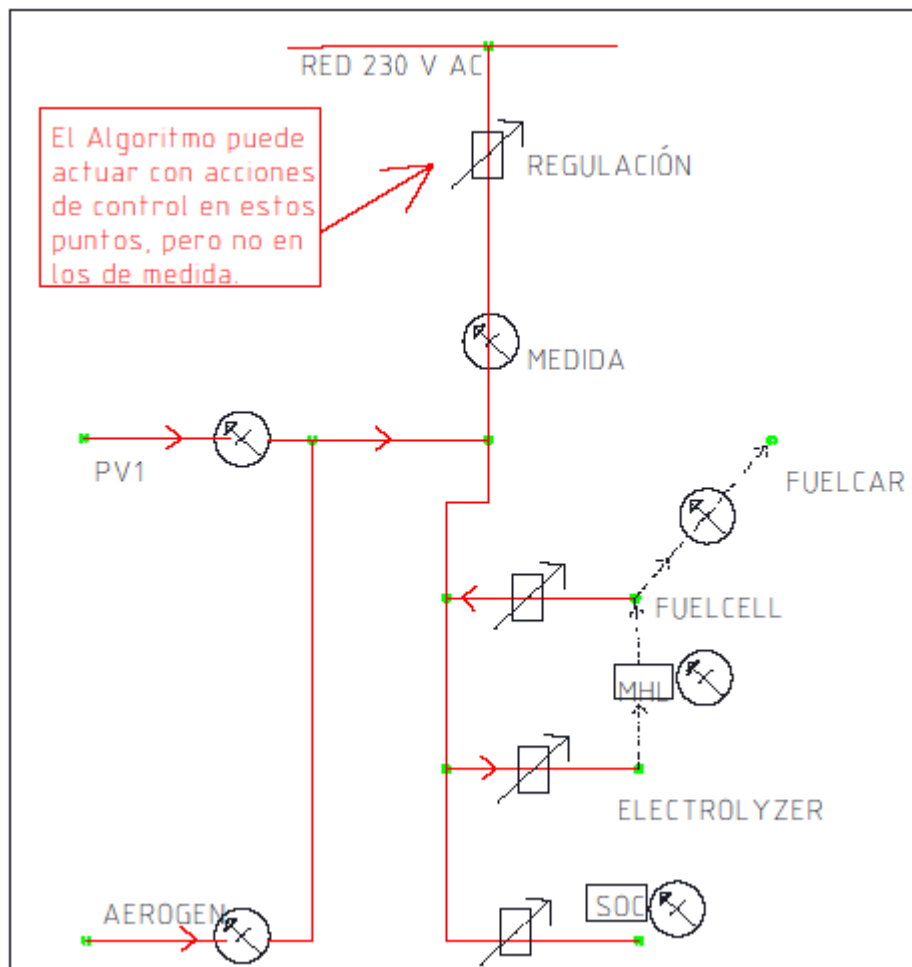 RED 230 V AC
El Algoritmo puede
actuar con acciones
de control en estos
puntos, pero no en
los de medida.
REGULACIÓN
MEDIDA
PV1
FUELCAR
FUELCELL
MHL
ELECTROLYZER
AEROGEN
SOC